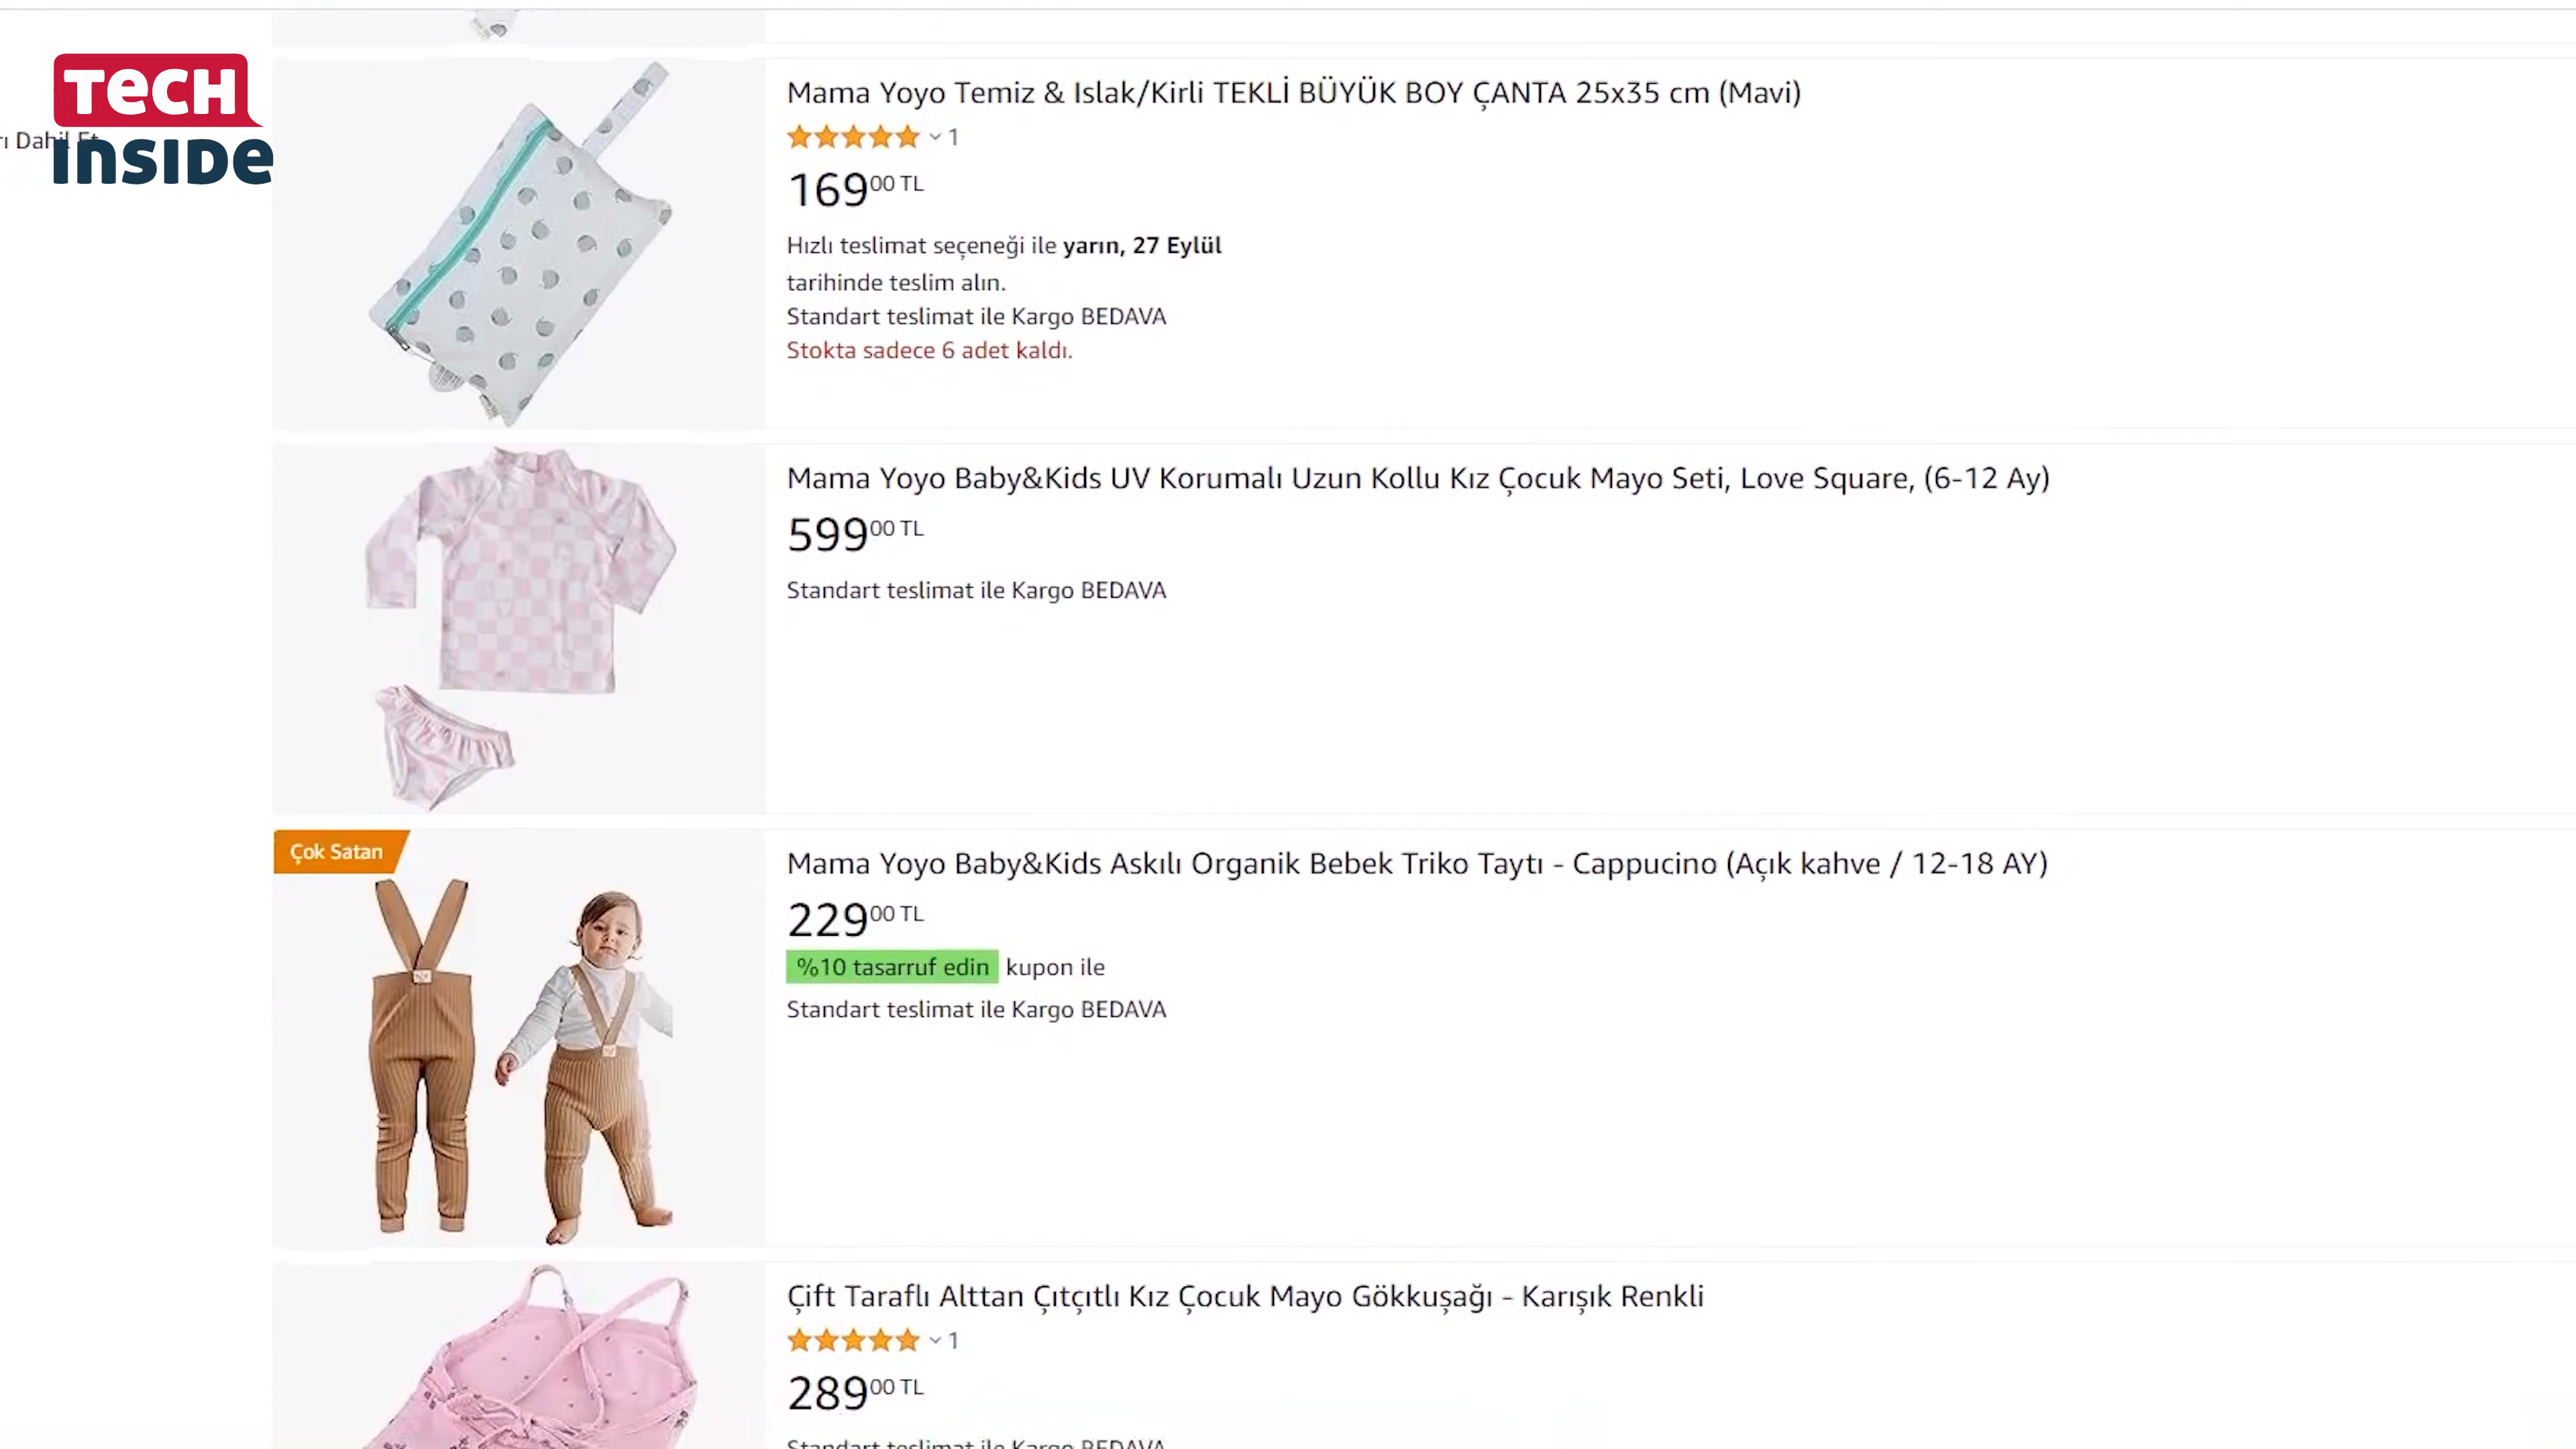 TECH
INSIDE
Mama Yoyo Temiz & Islak/Kirli TEKLİ BÜYÜK BOY ÇANTA 25x35 cm (Mavi)
1
169 00 TL
Hızlı teslimat seçeneği ile yarın, 27 Eylül
tarihinde teslim alın.
Standart teslimat ile Kargo BEDAVA
Stokta sadece 6 adet kaldı.
Mama Yoyo Baby&Kids UV Korumalı Uzun Kollu Kız Çocuk Mayo Seti, Love Square, (6-12 Ay)
599 00 TL
Standart teslimat ile Kargo BEDAVA
Çok Satan
Mama Yoyo Baby&Kids Askılı Organik Bebek Triko Taytı - Cappucino (Açık kahve / 12-18 AY)
229 00 TL
%10 tasarruf edin kupon ile
Standart teslimat ile Kargo BEDAVA
Çift Taraflı Alttan Çıtçıtlı Kız Çocuk Mayo Gökkuşağı - Karışık Renkli
1
289 00 TL
Standart teslimat ile Kargo BEDAVA